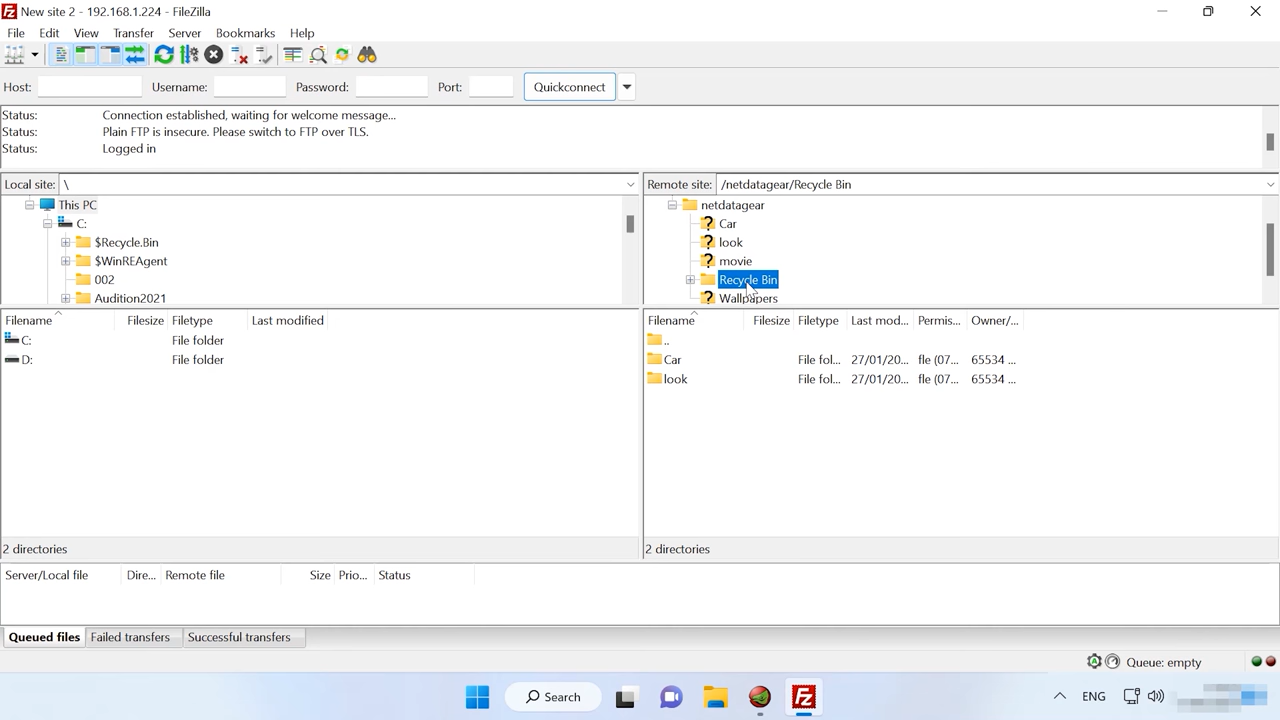 New site 2 - 192.168.1.224 - FileZilla
File Edit View Transfer Server Bookmarks Help
Host: Username: Password: Port: Quickconnect
Status: Connection established, waiting for welcome message...
Status: Plain FTP is insecure. Please switch to FTP over TLS.
Status: Logged in
Local site: \
Remote site: /netdatagear/Recycle Bin
This PC
C:
$Recycle.Bin
$WinREAgent
002
Audition2021
netdatagear
Car
look
movie
Recycle Bin
Wallpapers
Filename Filesize Filetype Last modified
C: File folder
D: File folder
2 directories
Filename Filesize Filetype Last mod... Permis... Owner/...
..
Car File fol... 27/01/20... fle (07... 65534 ...
look File fol... 27/01/20... fle (07... 65534 ...
2 directories
Server/Local file Dire... Remote file Size Prio... Status
Queued files Failed transfers Successful transfers
Queue: empty
Search
ENG